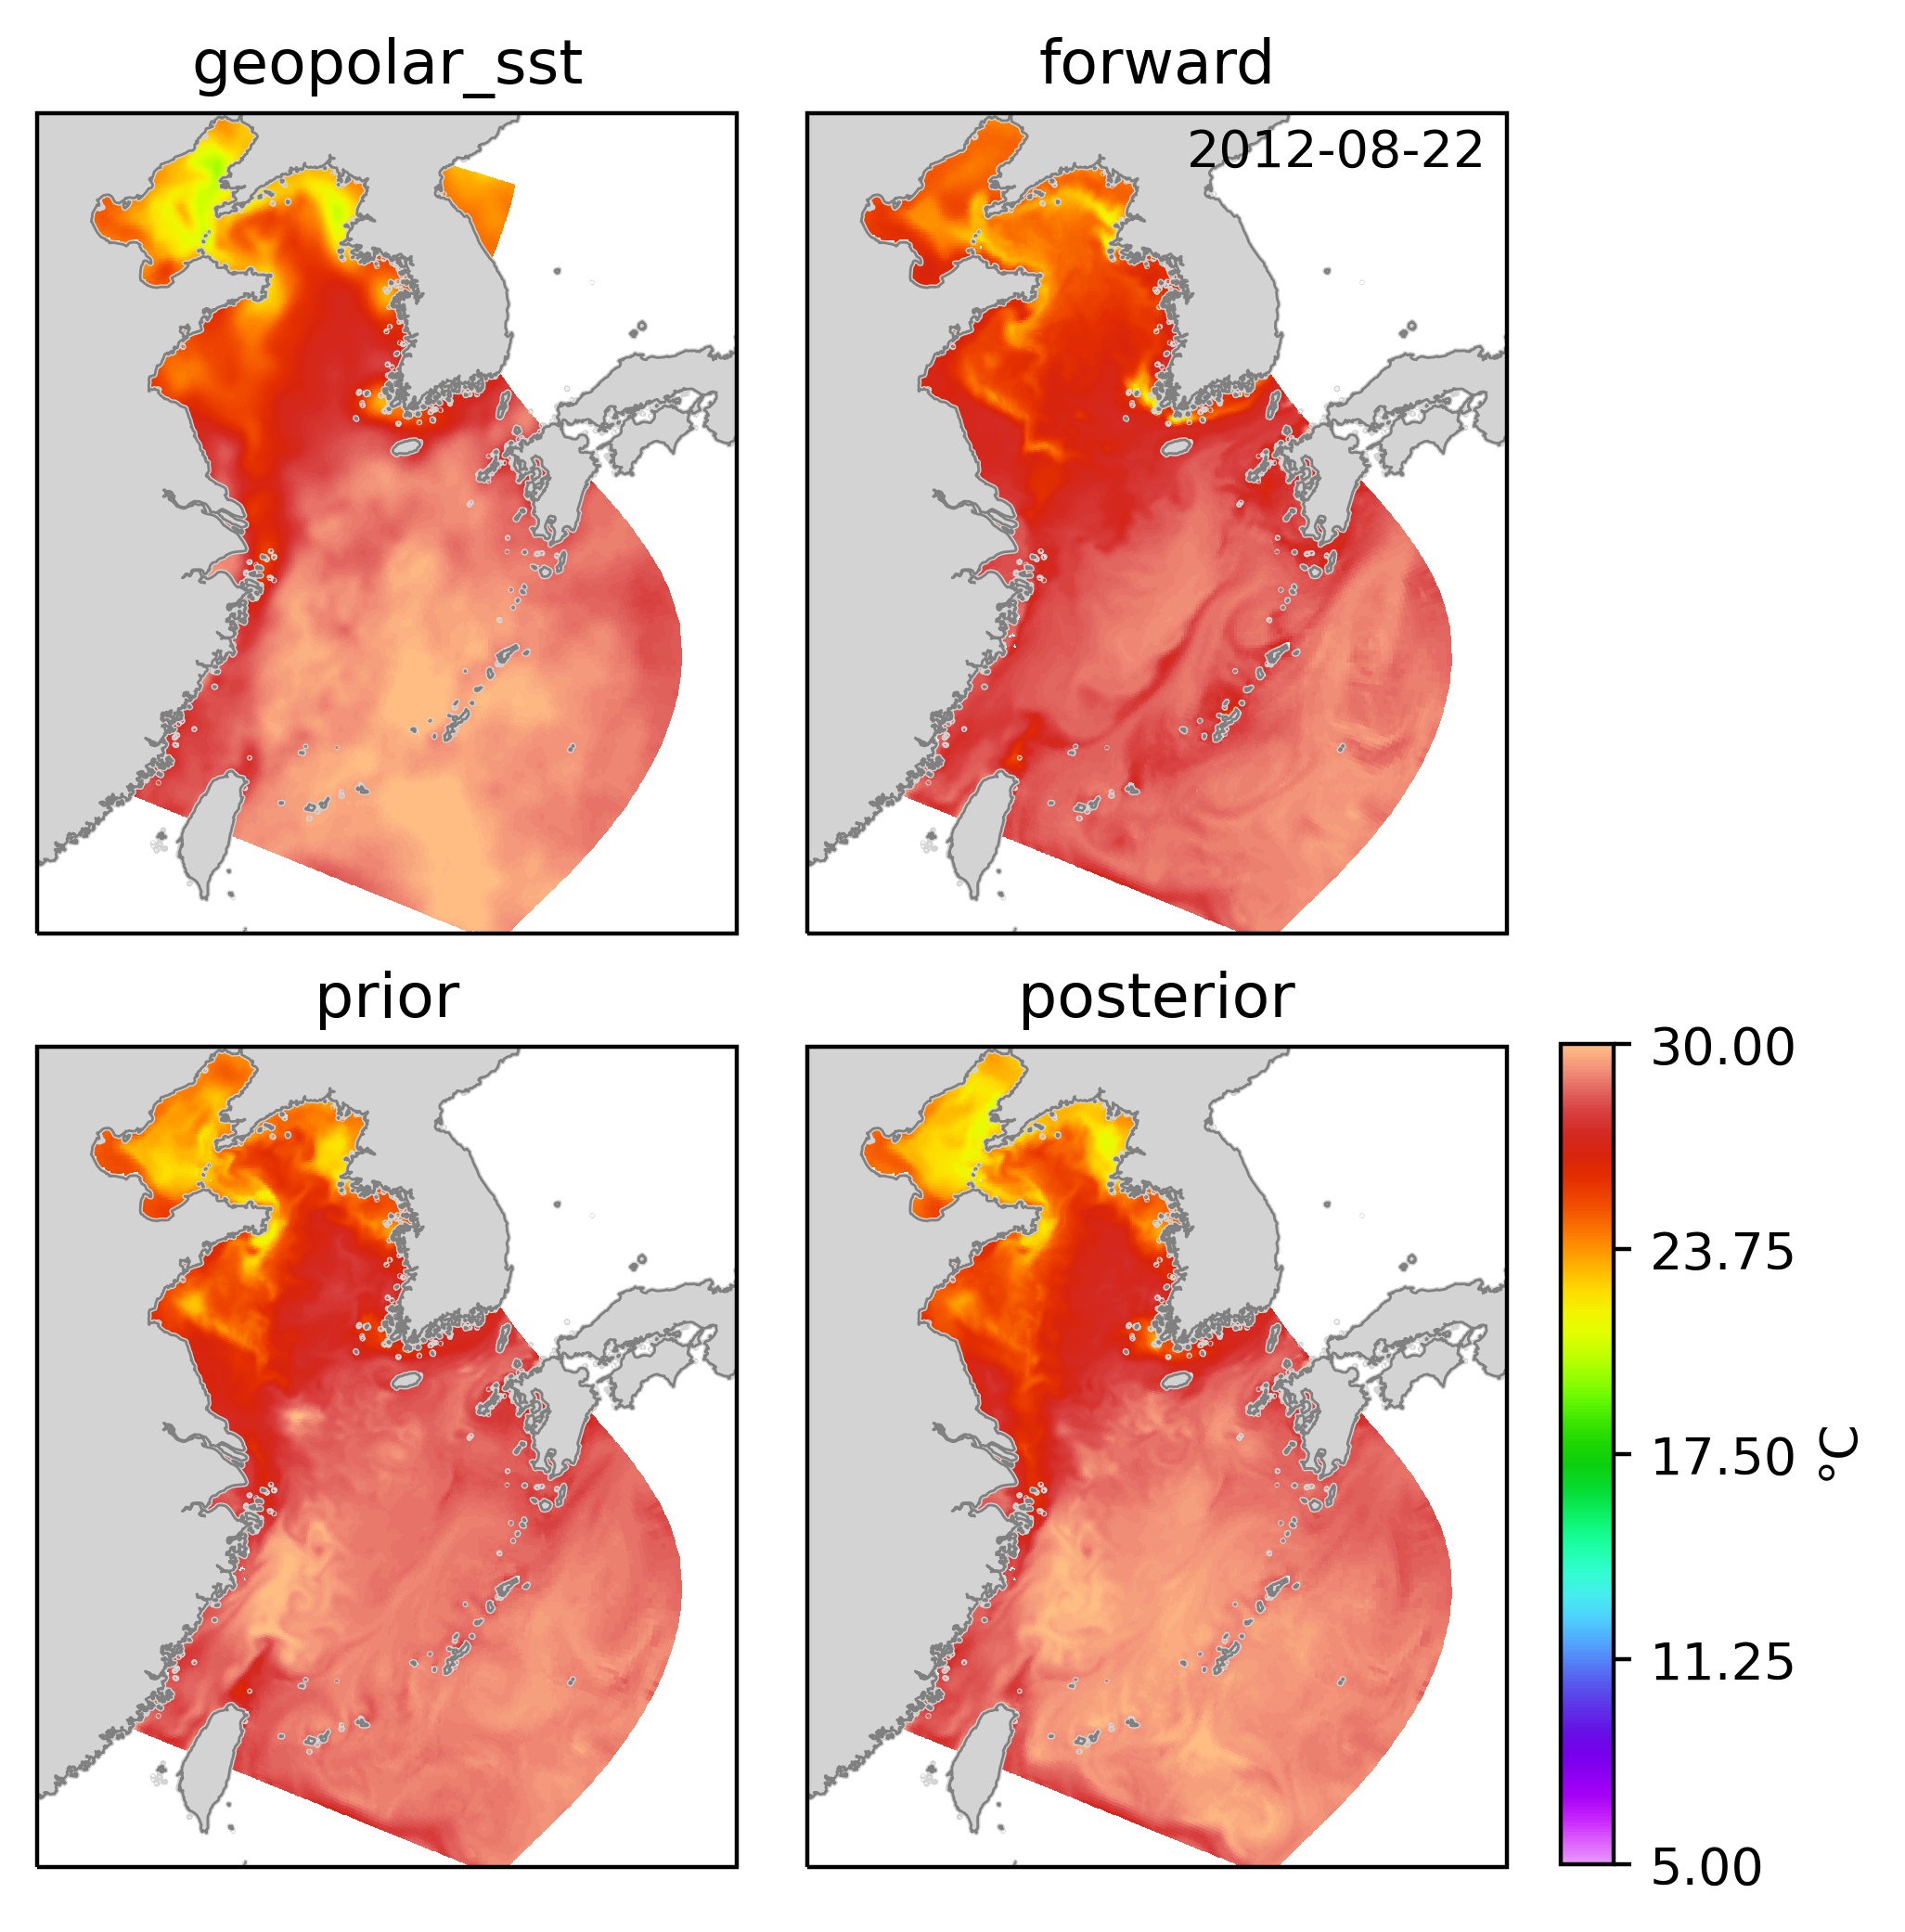 geopolar_sst
forward
2012-08-22
prior
posterior
30.00
23.75
17.50
11.25
5.00
°C